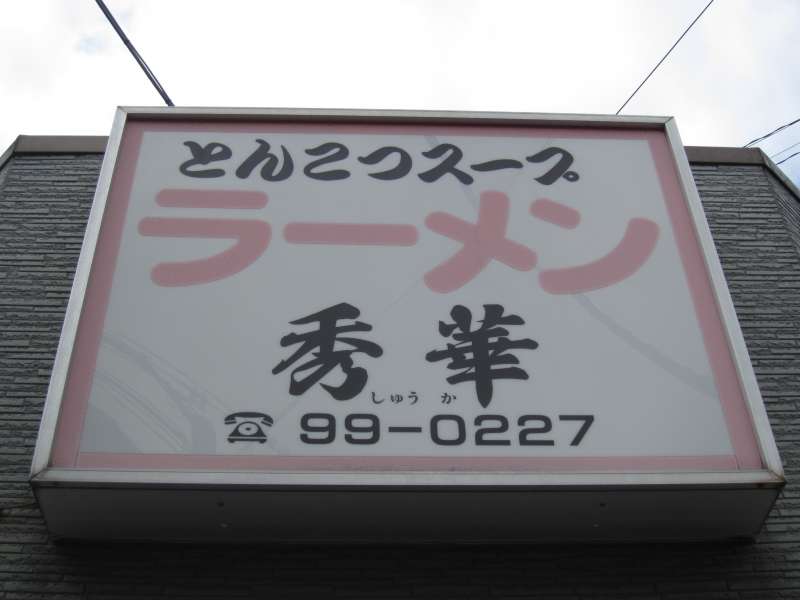 とんこつスープ
ラーメン
秀華
しゅうか
☎ 99-0227